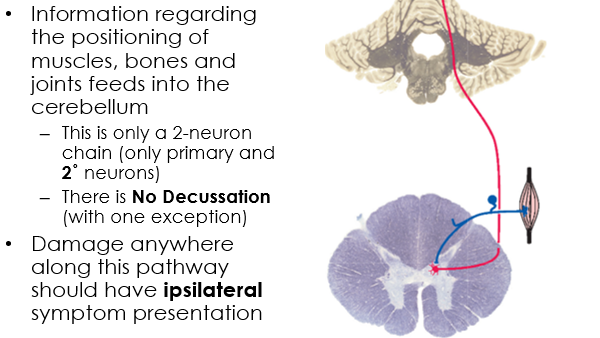 • Information regarding
the positioning of
muscles, bones and
joints feeds into the
cerebellum
– This is only a 2-neuron
chain (only primary and
2˚ neurons)
– There is No Decussation
(with one exception)
• Damage anywhere
along this pathway
should have ipsilateral
symptom presentation